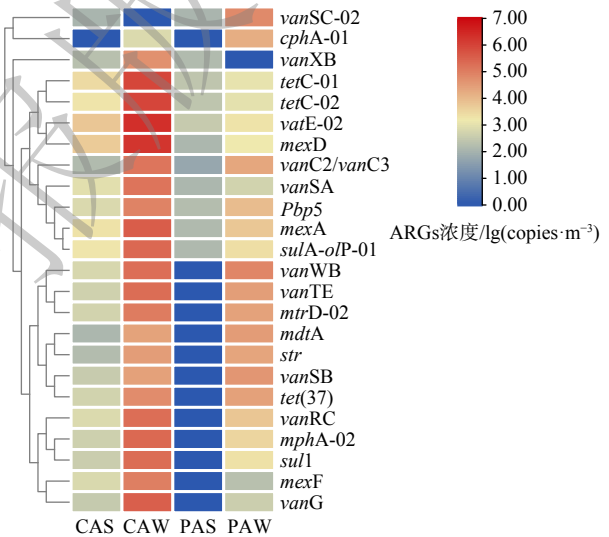 vanSC-02
cphA-01
vanXB
tetC-01
tetC-02
vatE-02
mexD
vanC2/vanC3
vanSA
Pbp5
mexA
sulA-olP-01
vanWB
vanTE
mtrD-02
mdtA
str
vanSB
tet(37)
vanRC
mphA-02
sul1
mexF
vanG
CAS CAW PAS PAW
7.00
6.00
5.00
4.00
3.00
2.00
1.00
0.00
ARGs浓度/lg(copies·m⁻³)